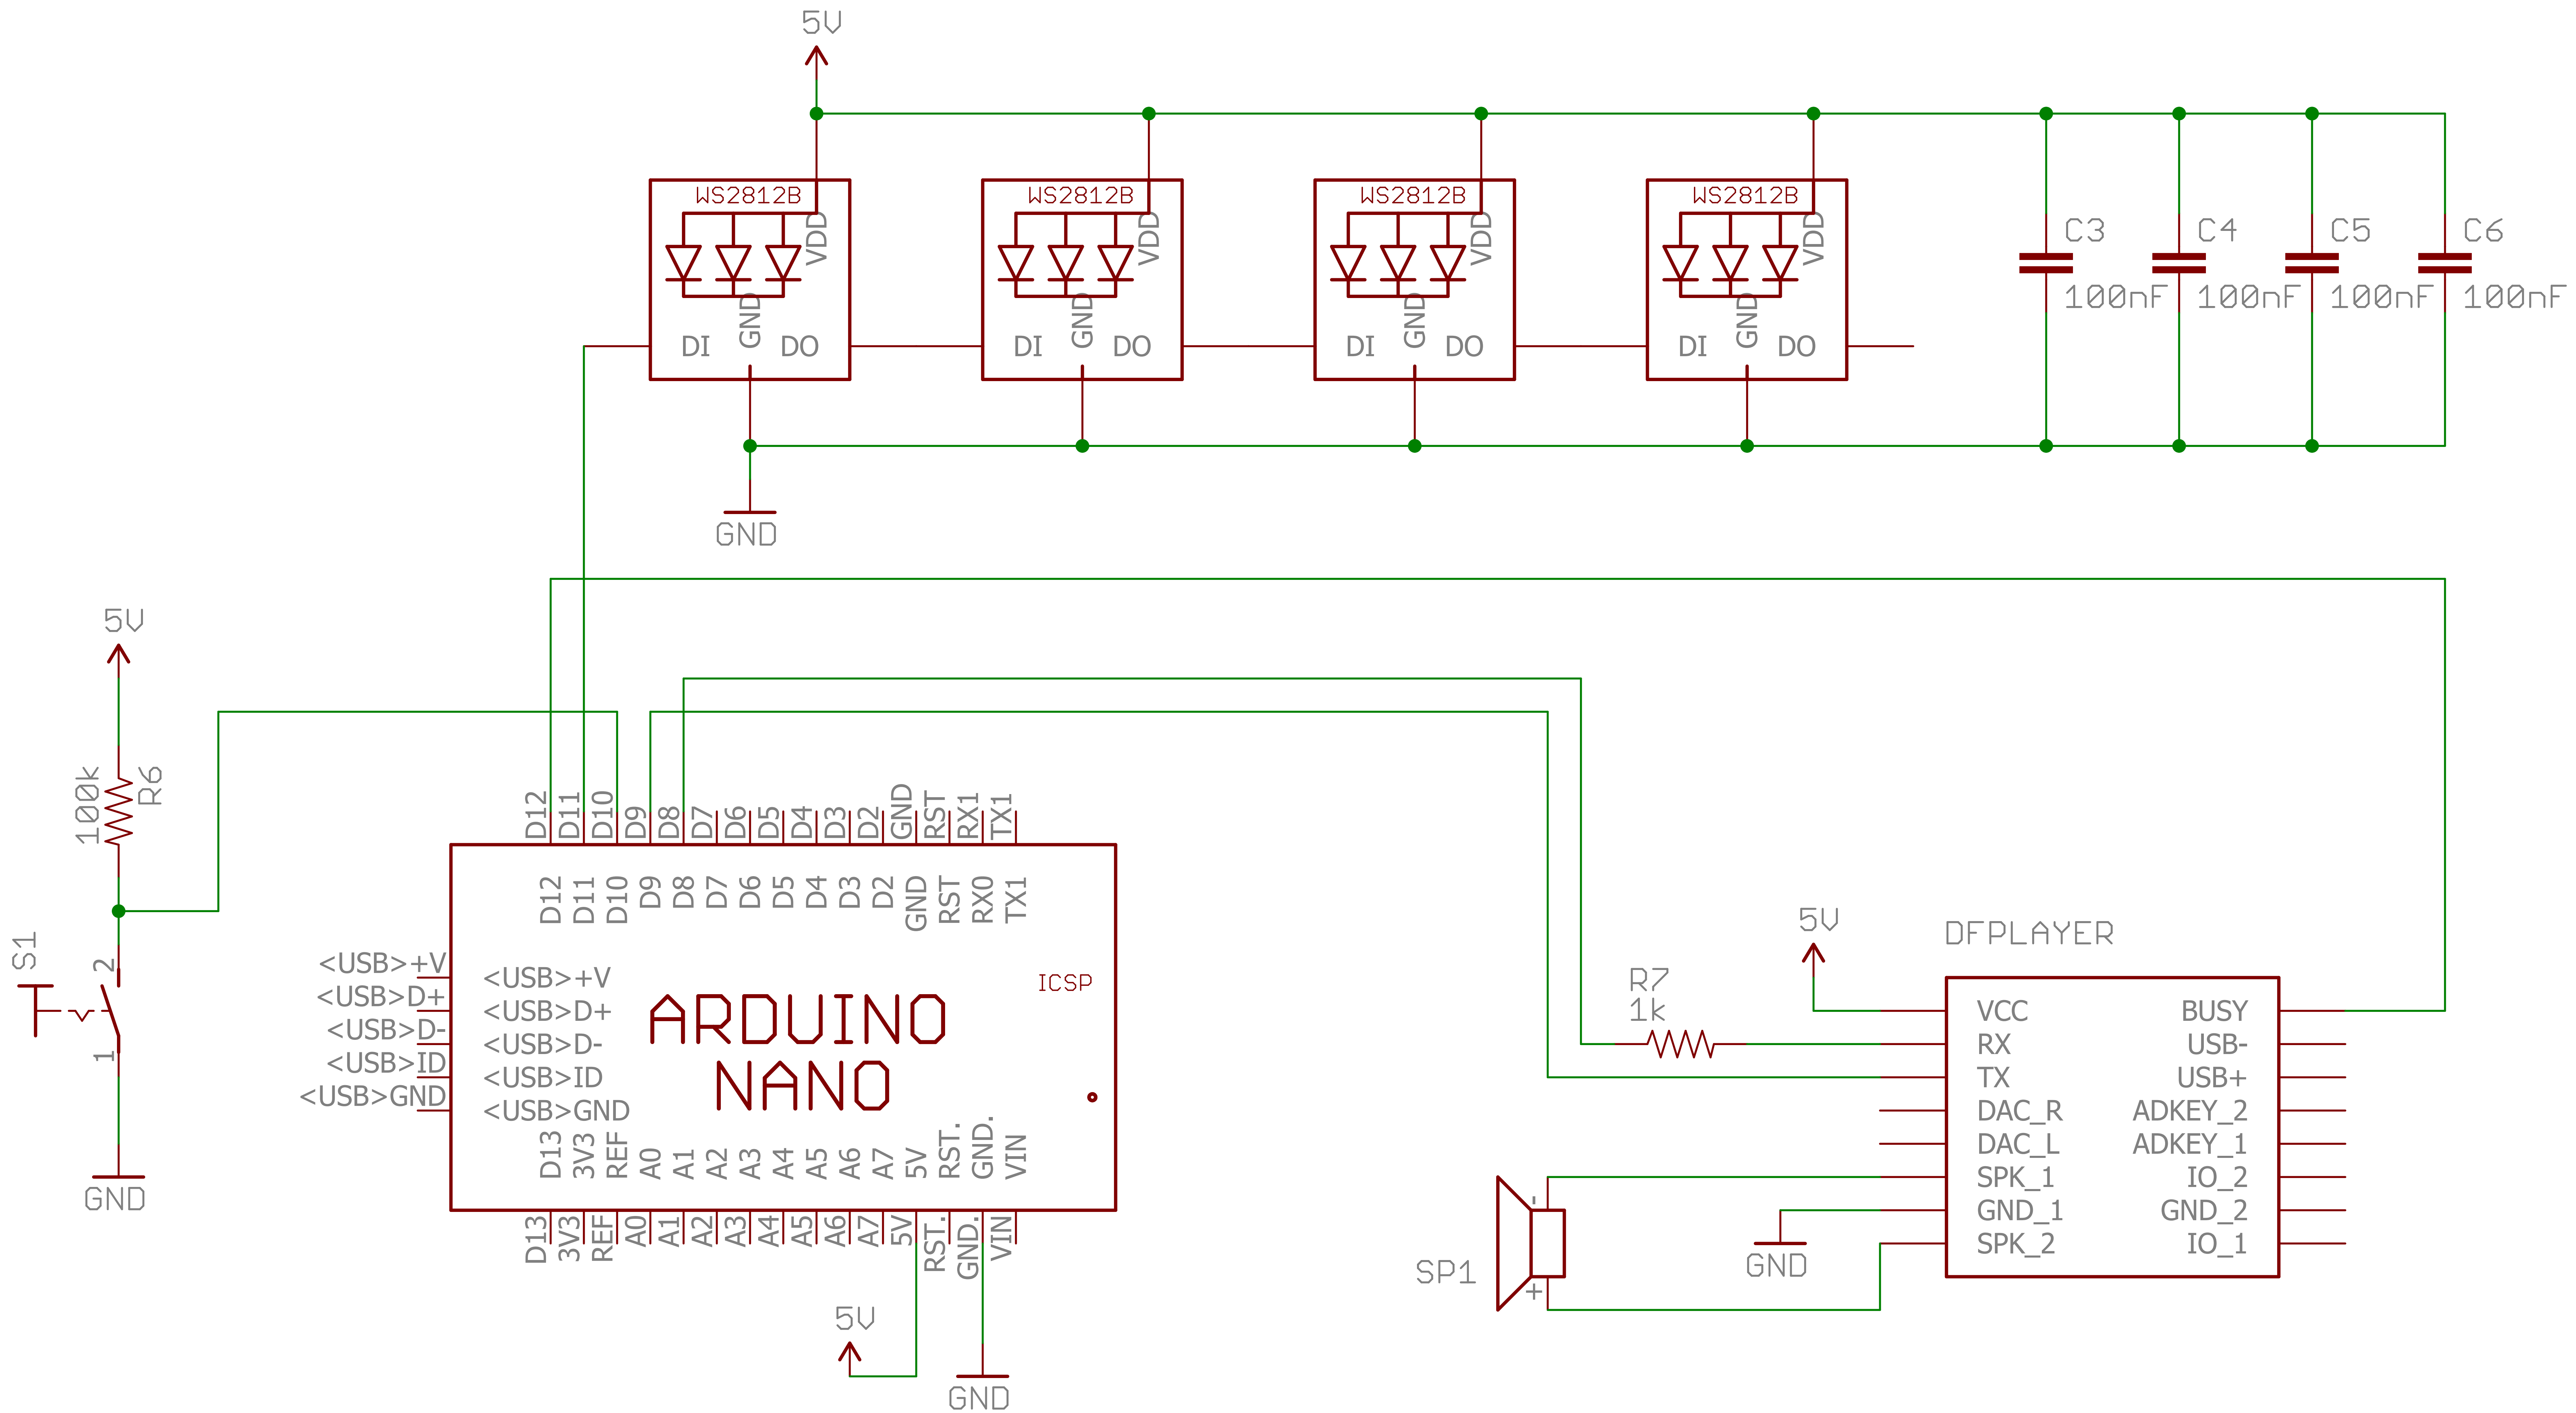 5V
WS2812B WS2812B WS2812B WS2812B
VDD VDD VDD VDD
C3 C4 C5 C6
100nF 100nF 100nF 100nF
GND GND GND GND
DI DO DI DO DI DO DI DO
GND
5V
100k R6
S1
2
1
GND
D12 D11 D10 D9 D8 D7 D6 D5 D4 D3 D2 GND RST RX1 TX1
D12 D11 D10 D9 D8 D7 D6 D5 D4 D3 D2 GND RST RX0 TX1
<USB>+V <USB>+V
<USB>D+ <USB>D+
<USB>D- <USB>D-
<USB>ID <USB>ID
<USB>GND <USB>GND
ICSP
ARDUINO
NANO
D13 3V3 REF A0 A1 A2 A3 A4 A5 A6 A7 5V RST. GND. VIN
D13 3V3 REF A0 A1 A2 A3 A4 A5 A6 A7 5V RST. GND. VIN
5V
GND
R7
1k
5V
DFPLAYER
VCC BUSY
RX USB-
TX USB+
DAC_R ADKEY_2
DAC_L ADKEY_1
SPK_1 IO_2
GND_1 GND_2
SPK_2 IO_1
GND
-
SP1
+